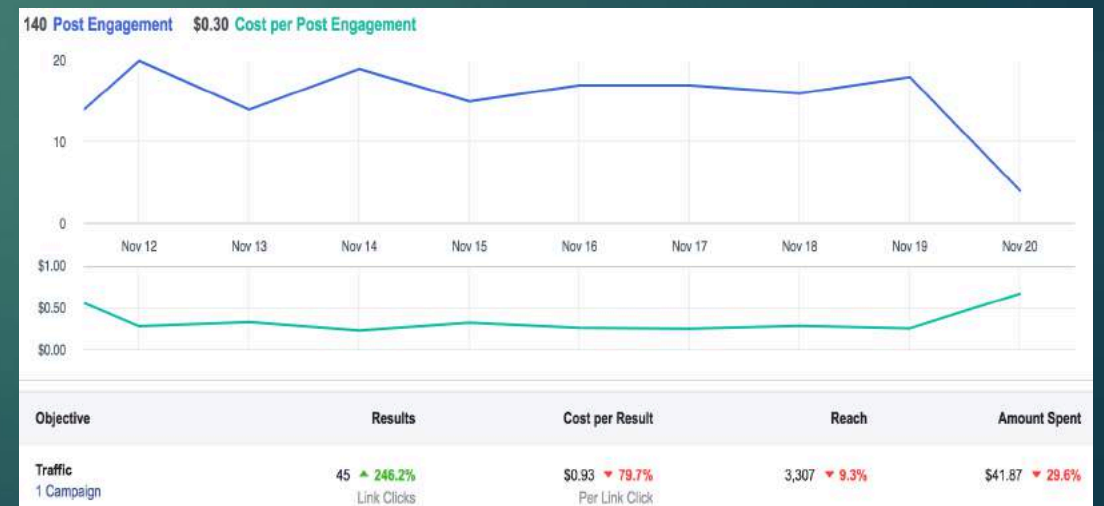 140 Post Engagement $0.30 Cost per Post Engagement
20
10
0
Nov 12 Nov 13 Nov 14 Nov 15 Nov 16 Nov 17 Nov 18 Nov 19 Nov 20
$1.00
$0.50
$0.00
Objective Results Cost per Result Reach Amount Spent
Traffic 45 ▲ 246.2% $0.93 ▼ 79.7% 3,307 ▼ 9.3% $41.87 ▼ 29.6%
1 Campaign Link Clicks Per Link Click